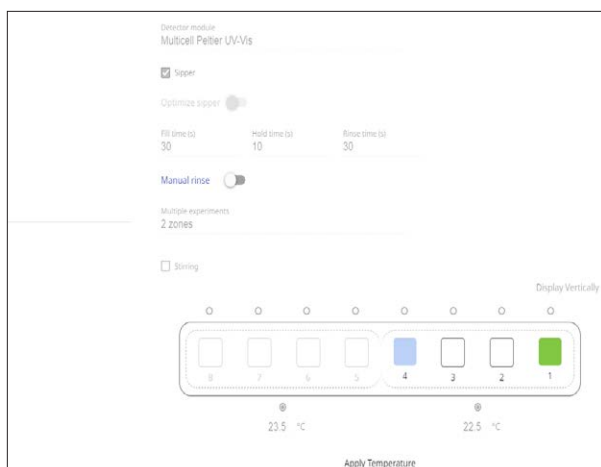 Detector module
Multicell Peltier UV-Vis
Sipper
Optimize sipper
Fill time (s) Hold time (s) Rinse time (s)
30 10 30
Manual rinse
Multiple experiments
2 zones
Stirring
Display Vertically
8 7 6 5 4 3 2 1
23.5 °C 22.5 °C
Apply Temperature